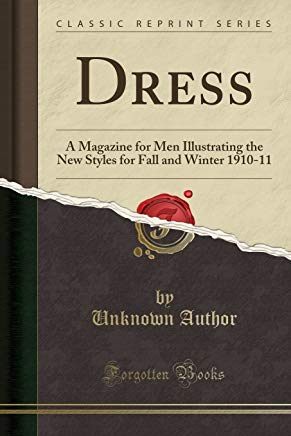 CLASSIC REPRINT SERIES
DRESS
A Magazine for Men Illustrating the
New Styles for Fall and Winter 1910-11
by
Unknown Author
Forgotten Books